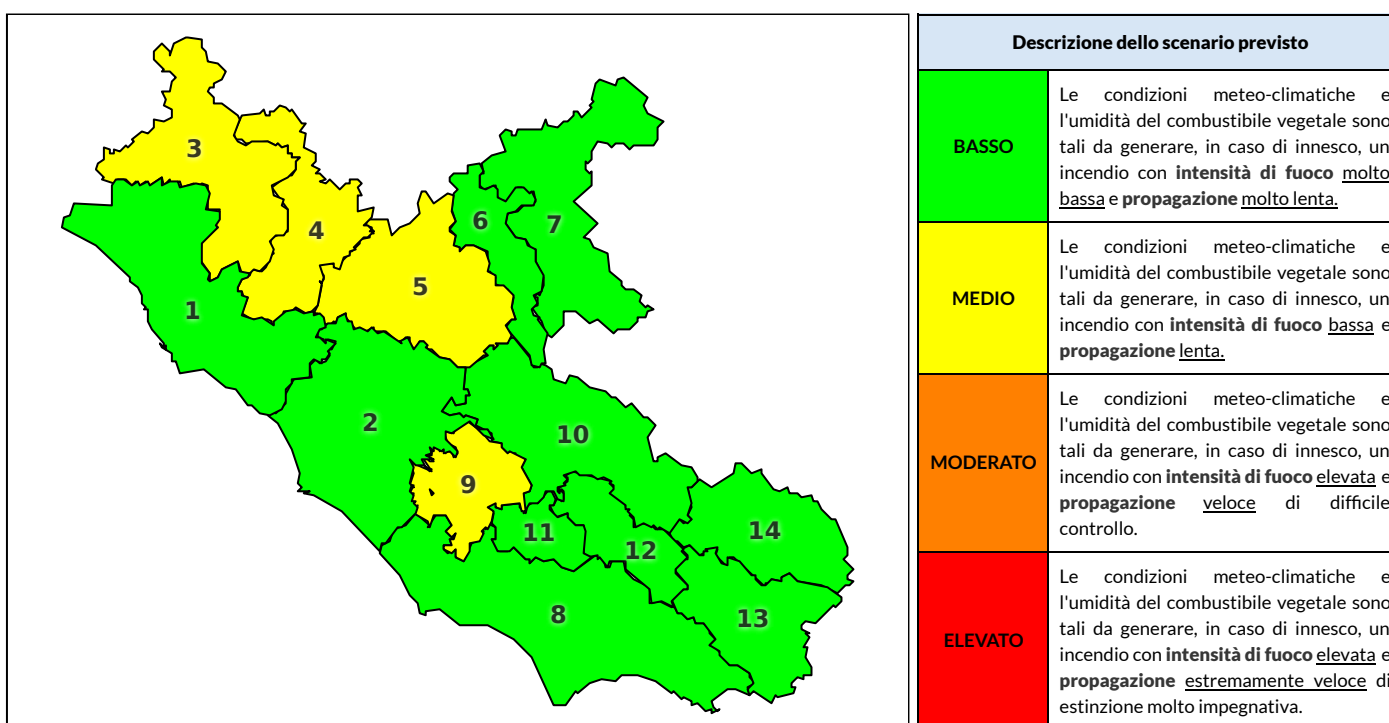 3
4
6
7
5
1
2
10
9
11
12
14
8
13
Descrizione dello scenario previsto
BASSO
Le condizioni meteo-climatiche e
l'umidità del combustibile vegetale sono
tali da generare, in caso di innesco, un
incendio con intensità di fuoco molto
bassa e propagazione molto lenta.
MEDIO
Le condizioni meteo-climatiche e
l'umidità del combustibile vegetale sono
tali da generare, in caso di innesco, un
incendio con intensità di fuoco bassa e
propagazione lenta.
MODERATO
Le condizioni meteo-climatiche e
l'umidità del combustibile vegetale sono
tali da generare, in caso di innesco, un
incendio con intensità di fuoco elevata e
propagazione veloce di difficile
controllo.
ELEVATO
Le condizioni meteo-climatiche e
l'umidità del combustibile vegetale sono
tali da generare, in caso di innesco, un
incendio con intensità di fuoco elevata e
propagazione estremamente veloce di
estinzione molto impegnativa.